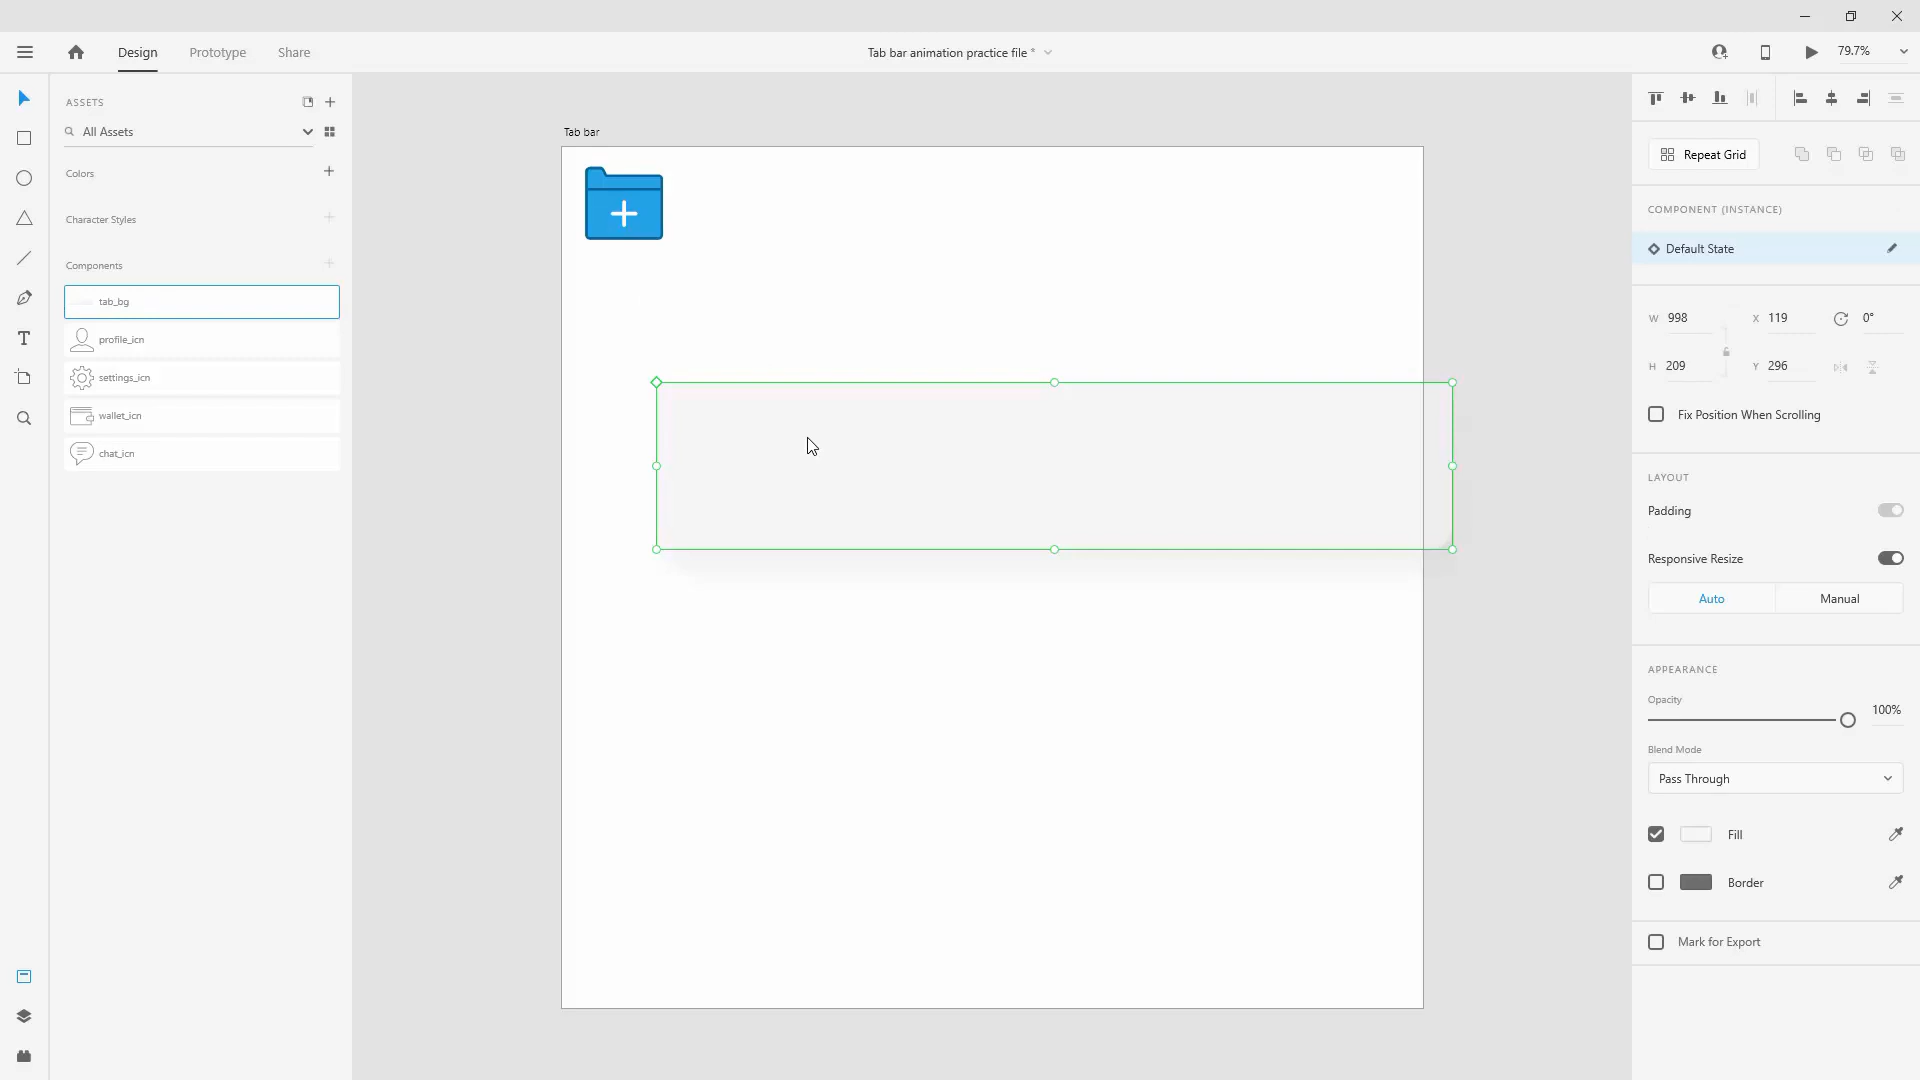 Design
Prototype
Share
Tab bar animation practice file *
79.7%
ASSETS
All Assets
Colors
Character Styles
Components
tab_bg
profile_icn
settings_icn
wallet_icn
chat_icn
Tab bar
Repeat Grid
COMPONENT (INSTANCE)
Default State
W 998
X 119
0°
H 209
Y 296
Fix Position When Scrolling
LAYOUT
Padding
Responsive Resize
Auto
Manual
APPEARANCE
Opacity
100%
Blend Mode
Pass Through
Fill
Border
Mark for Export